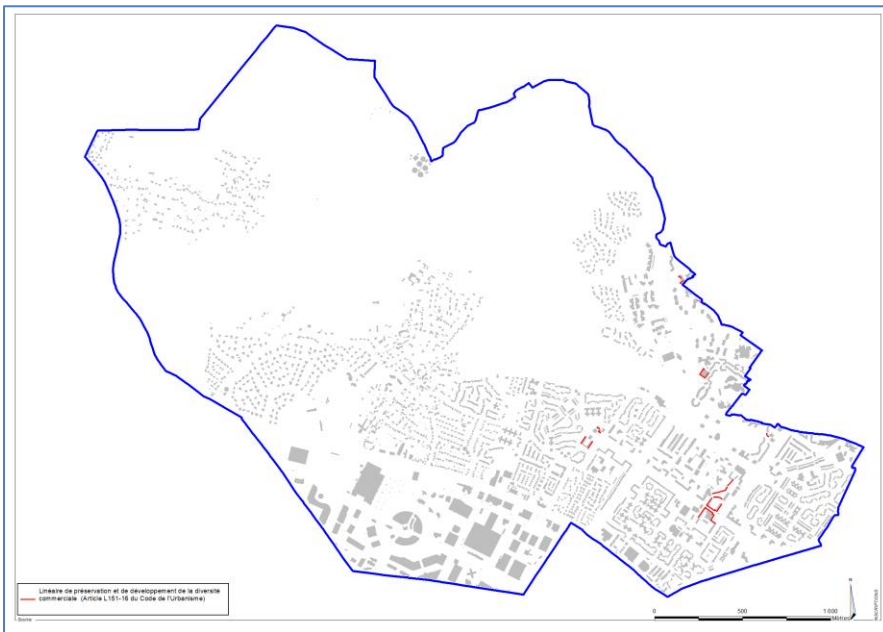 Linéaire de préservation et de développement de la diversité
commerciale (Article L151-16 du Code de l'Urbanisme)
0 500 1 000
Mètres